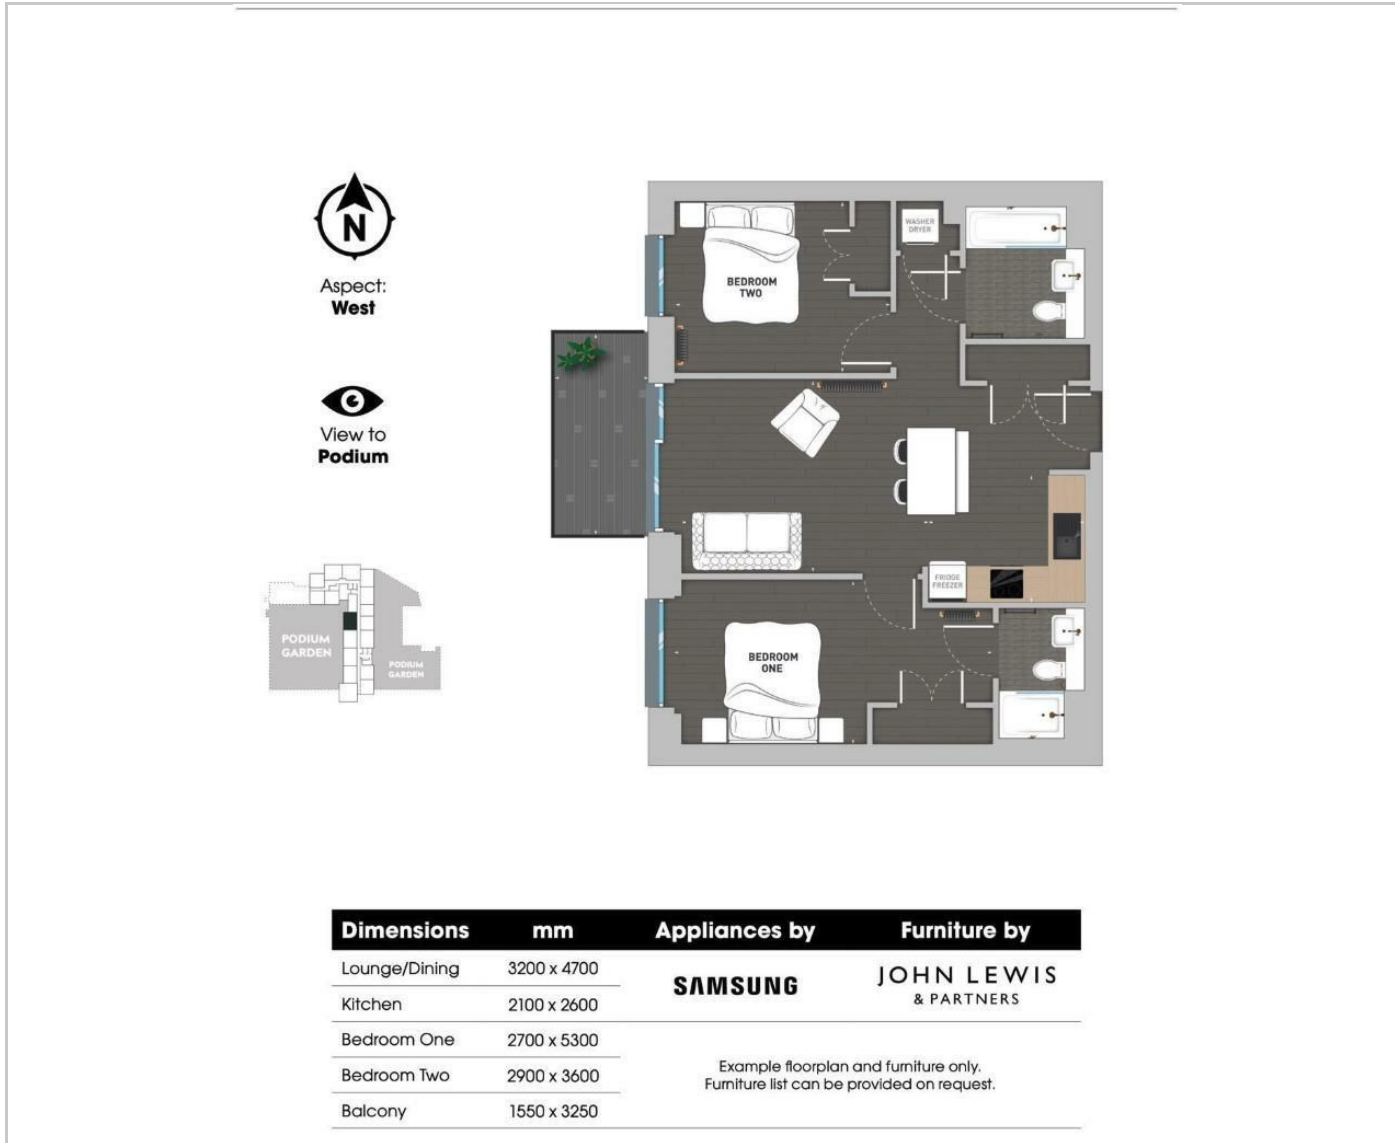 N
Aspect:
West
View to
Podium
PODIUM
GARDEN
PODIUM
GARDEN
BEDROOM
TWO
WASHER
DRYER
FRIDGE
FREEZER
BEDROOM
ONE
Dimensions mm Appliances by Furniture by
Lounge/Dining 3200 x 4700
Kitchen 2100 x 2600
SAMSUNG
JOHN LEWIS
& PARTNERS
Bedroom One 2700 x 5300
Bedroom Two 2900 x 3600
Balcony 1550 x 3250
Example floorplan and furniture only.
Furniture list can be provided on request.